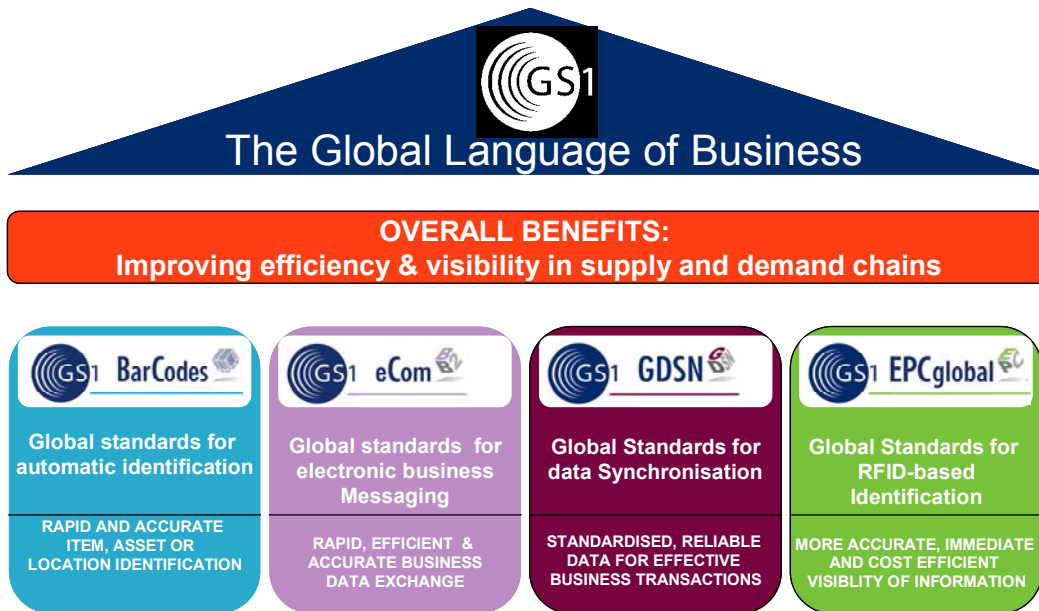 GS1
The Global Language of Business
OVERALL BENEFITS:
Improving efficiency & visibility in supply and demand chains
GS1 BarCodes
Global standards for
automatic identification
RAPID AND ACCURATE
ITEM, ASSET OR
LOCATION IDENTIFICATION
GS1 eCom
Global standards for
electronic business
Messaging
RAPID, EFFICIENT &
ACCURATE BUSINESS
DATA EXCHANGE
GS1 GDSN
Global Standards for
data Synchronisation
STANDARDISED, RELIABLE
DATA FOR EFFECTIVE
BUSINESS TRANSACTIONS
GS1 EPCglobal
Global Standards for
RFID-based
Identification
MORE ACCURATE, IMMEDIATE
AND COST EFFICIENT
VISIBLITY OF INFORMATION